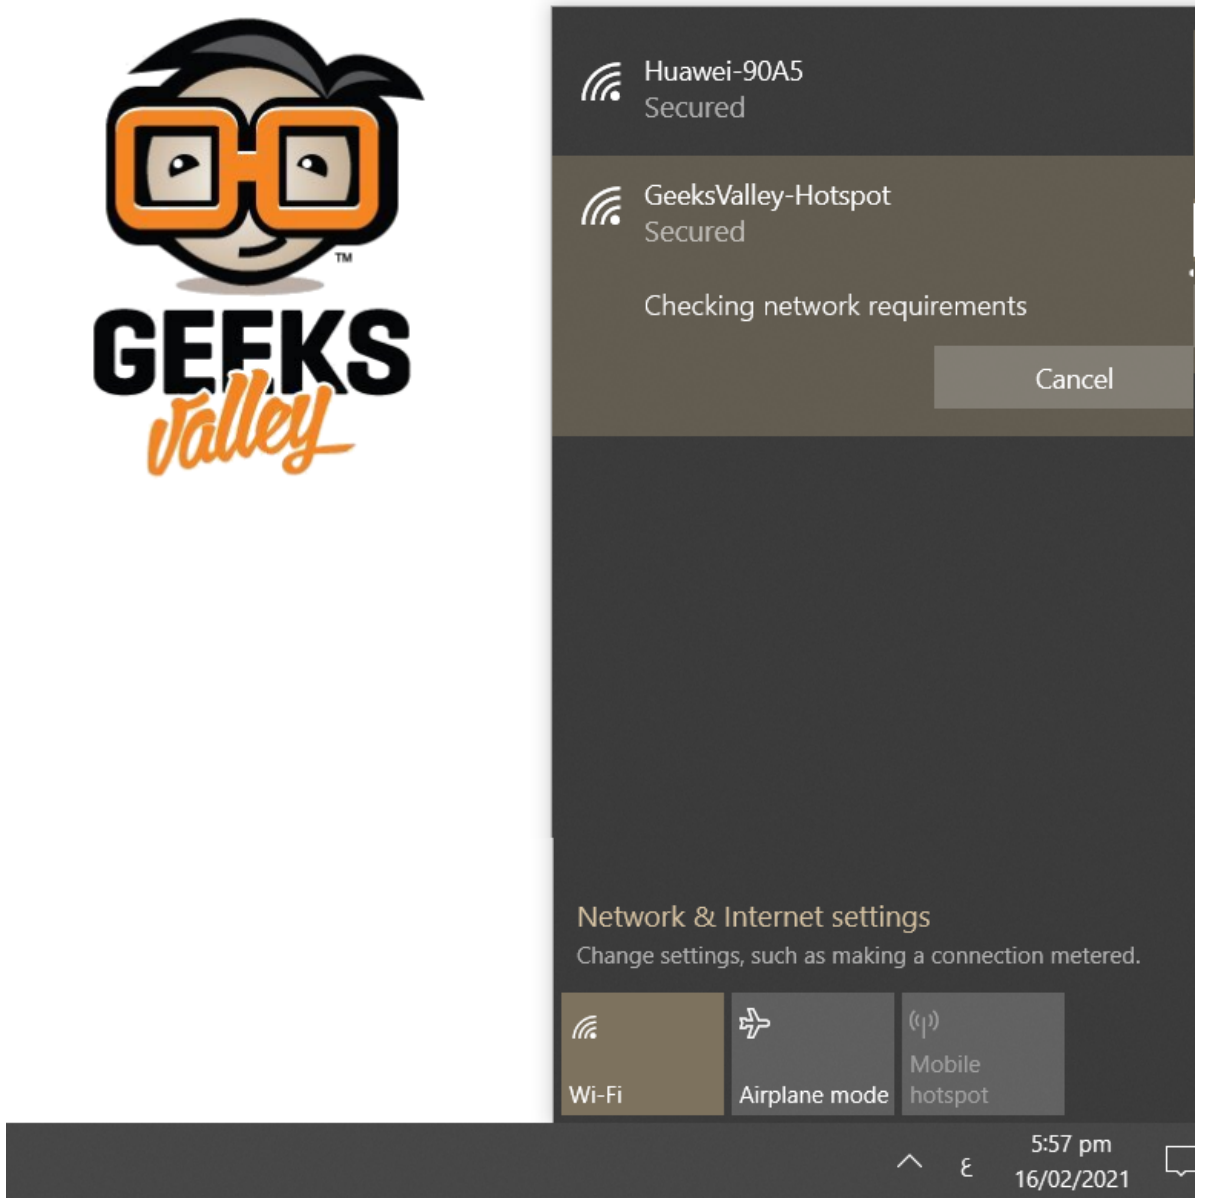 TM
GEEKS
Valley
Huawei-90A5
Secured
GeeksValley-Hotspot
Secured
Checking network requirements
Cancel
Network & Internet settings
Change settings, such as making a connection metered.
Wi-Fi
Airplane mode
Mobile
hotspot
ع
5:57 pm
16/02/2021